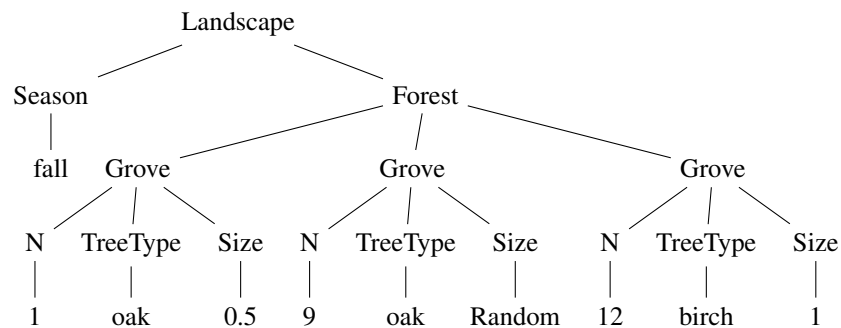 Landscape
Season Forest
fall Grove Grove Grove
N TreeType Size N TreeType Size N TreeType Size
1 oak 0.5 9 oak Random 12 birch 1